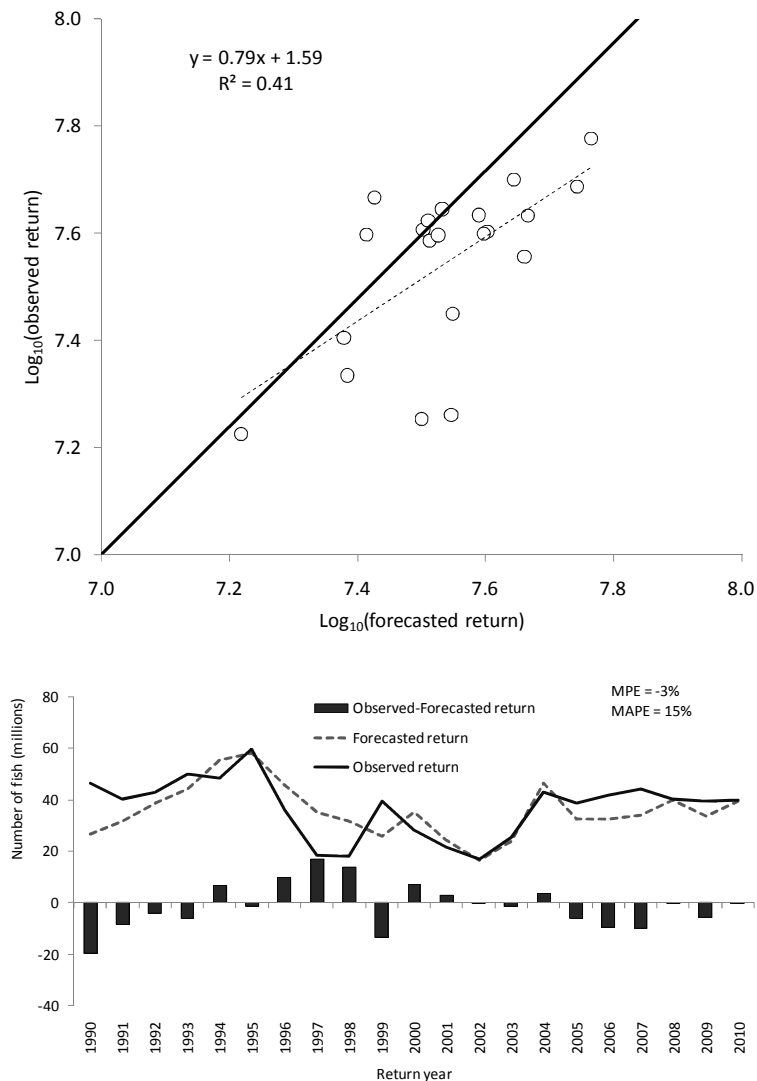 8.0
y = 0.79x + 1.59
R² = 0.41
7.8
7.6
7.4
7.2
7.0
Log₁₀(observed return)
7.0 7.2 7.4 7.6 7.8 8.0
Log₁₀(forecasted return)
80
60
40
20
0
-20
-40
Number of fish (millions)
MPE = -3%
MAPE = 15%
Observed-Forecasted return
Forecasted return
Observed return
1990 1991 1992 1993 1994 1995 1996 1997 1998 1999 2000 2001 2002 2003 2004 2005 2006 2007 2008 2009 2010
Return year